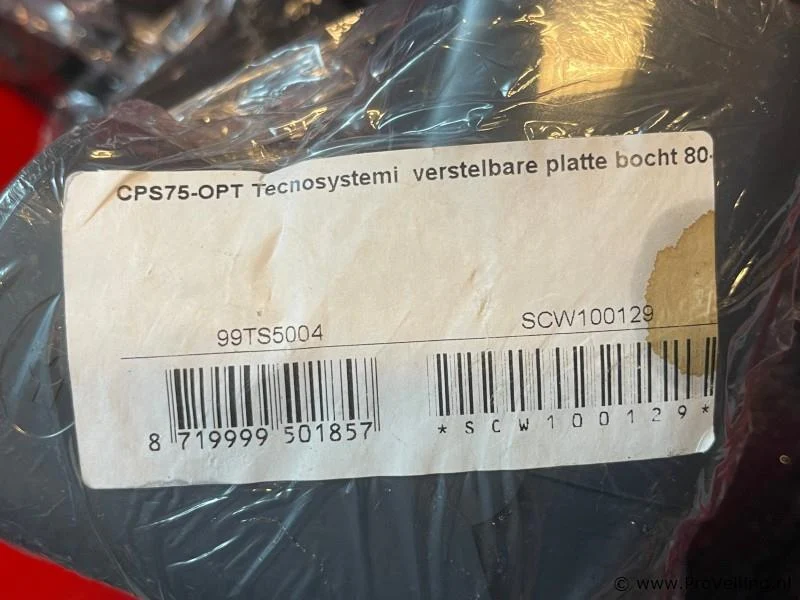 CPS75-OPT Tecnosystemi verstelbare platte bocht 80-
99TS5004
SCW100129
8 719999 501857
*SCW100129*
© www.ProVeiling.nl